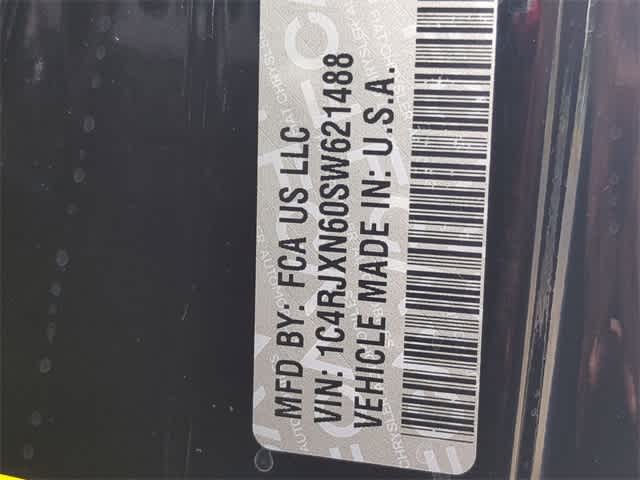 MFD BY: FCA US LLC
VIN: 1C4RJXN60SW621488
VEHICLE MADE IN: U.S.A.